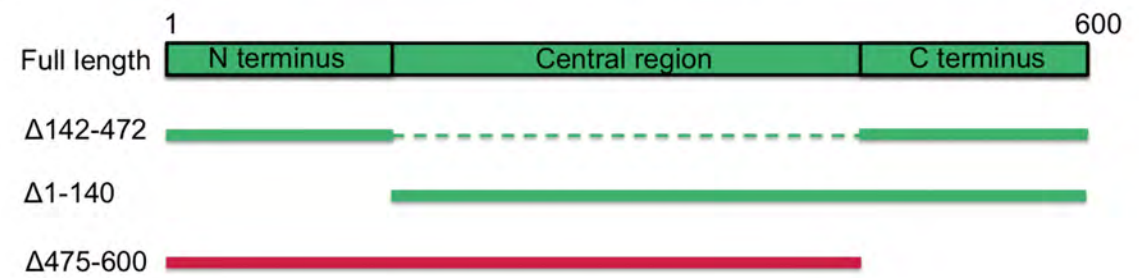 1 600
Full length N terminus Central region C terminus
Δ142-472
Δ1-140
Δ475-600